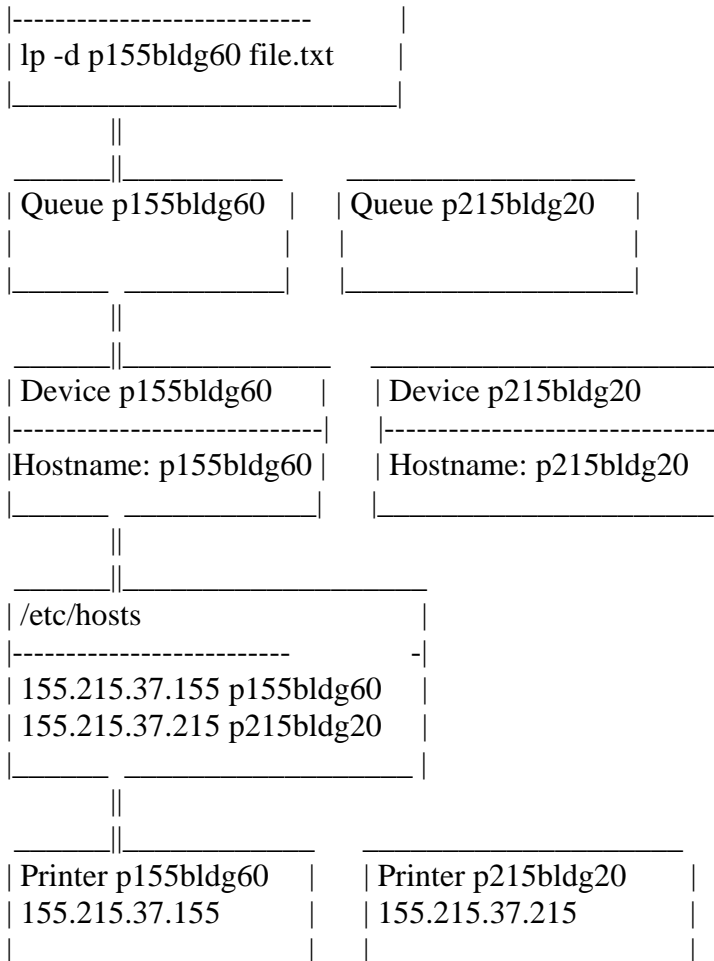 lp -d p155bldg60 file.txt
Queue p155bldg60 Queue p215bldg20
Device p155bldg60 Device p215bldg20
Hostname: p155bldg60 Hostname: p215bldg20
/etc/hosts
155.215.37.155 p155bldg60
155.215.37.215 p215bldg20
Printer p155bldg60 Printer p215bldg20
155.215.37.155 155.215.37.215